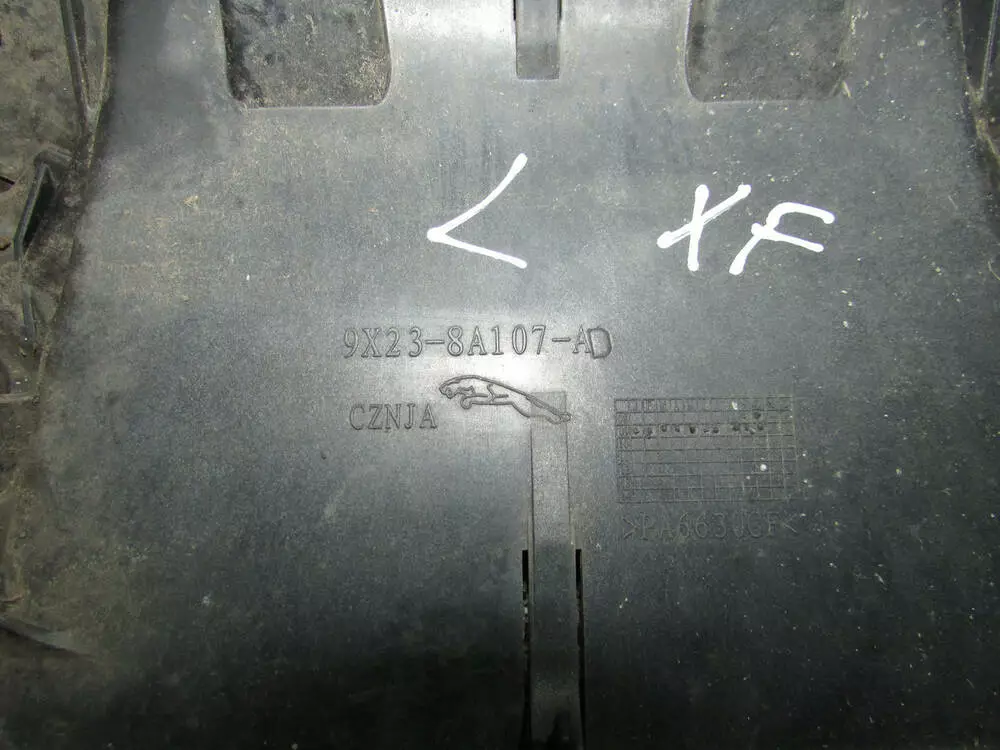 < XF
9X23-8A107-AD
CZNJA